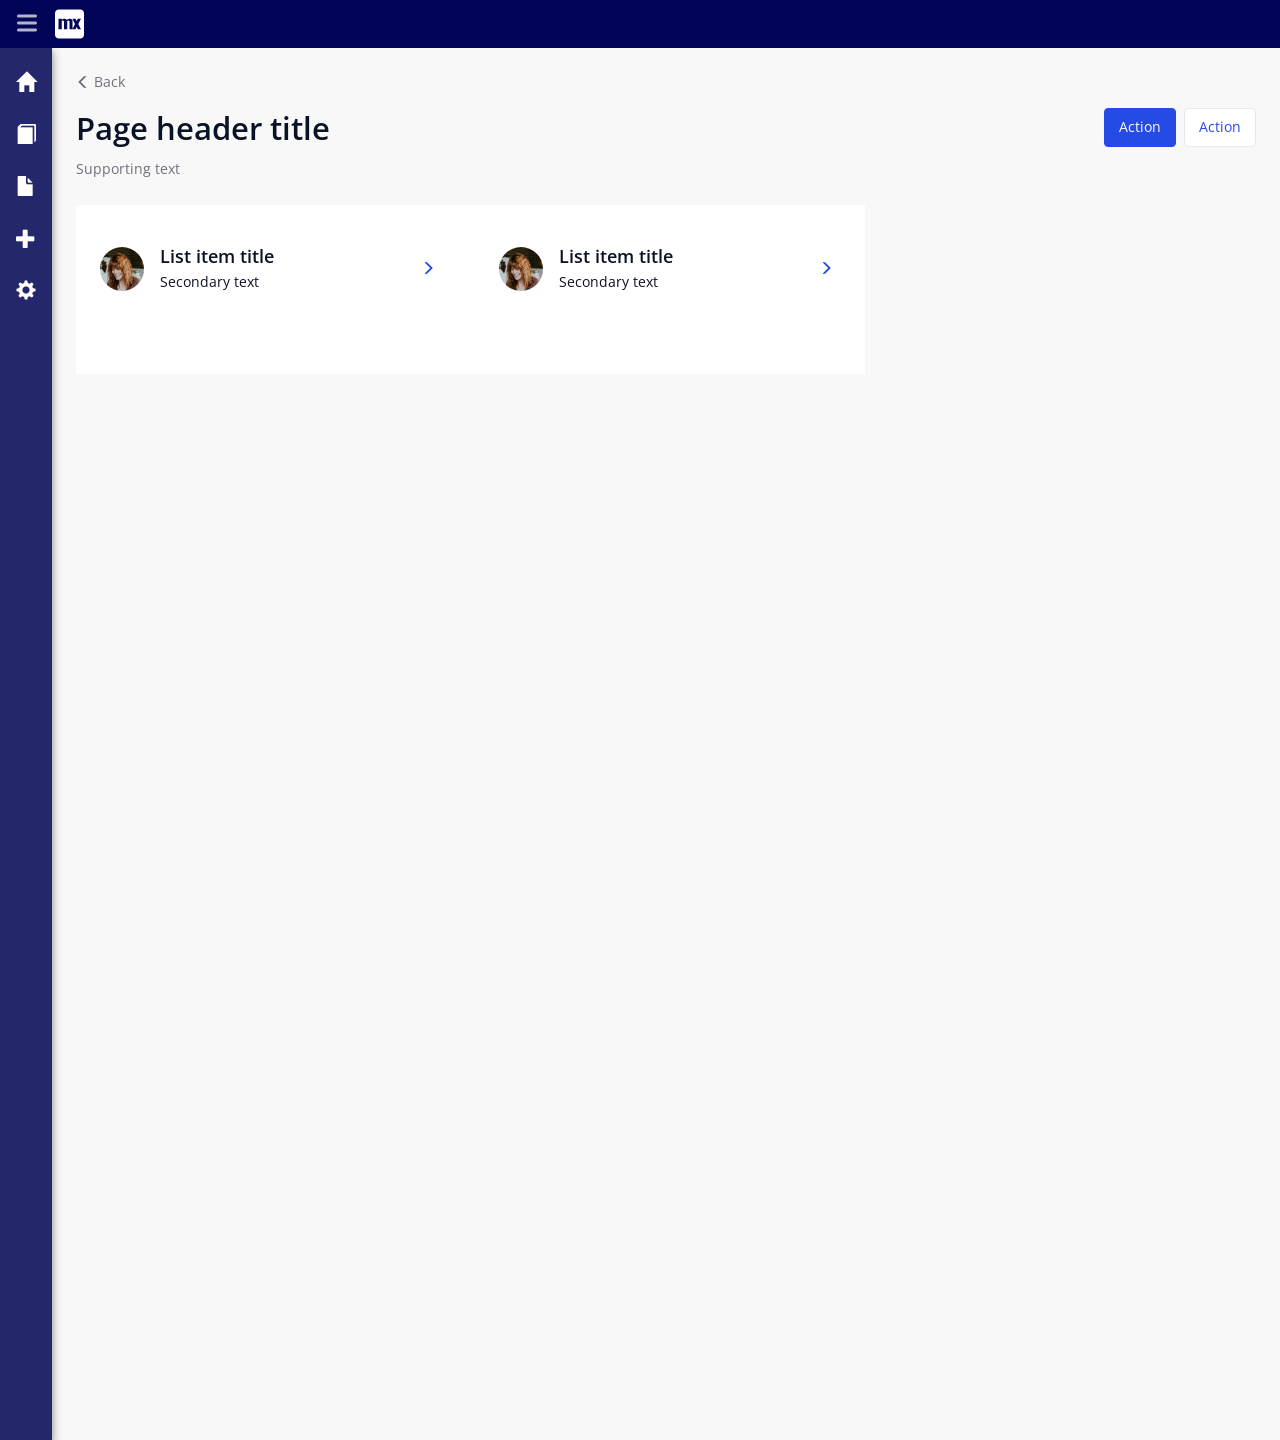 mx
Back
Page header title
Action
Action
Supporting text
List item title
Secondary text
List item title
Secondary text